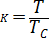 K = T / T_C